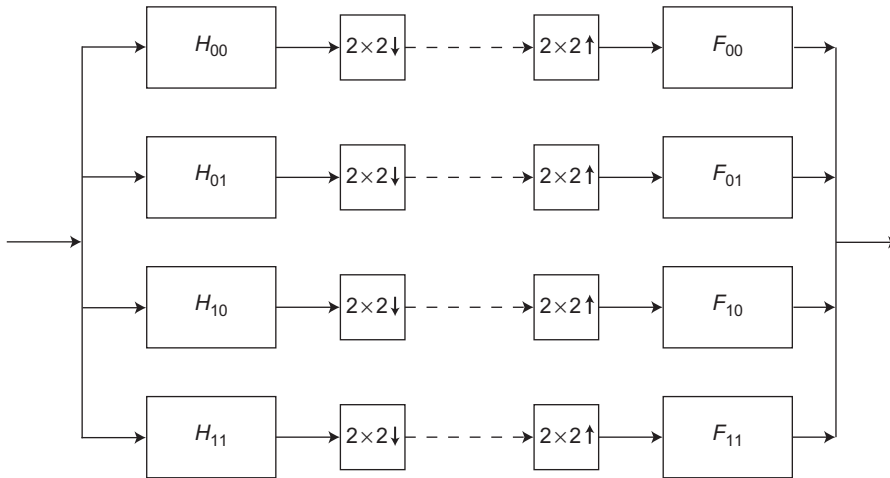 H₀₀ 2×2↓ 2×2↑ F₀₀
H₀₁ 2×2↓ 2×2↑ F₀₁
H₁₀ 2×2↓ 2×2↑ F₁₀
H₁₁ 2×2↓ 2×2↑ F₁₁